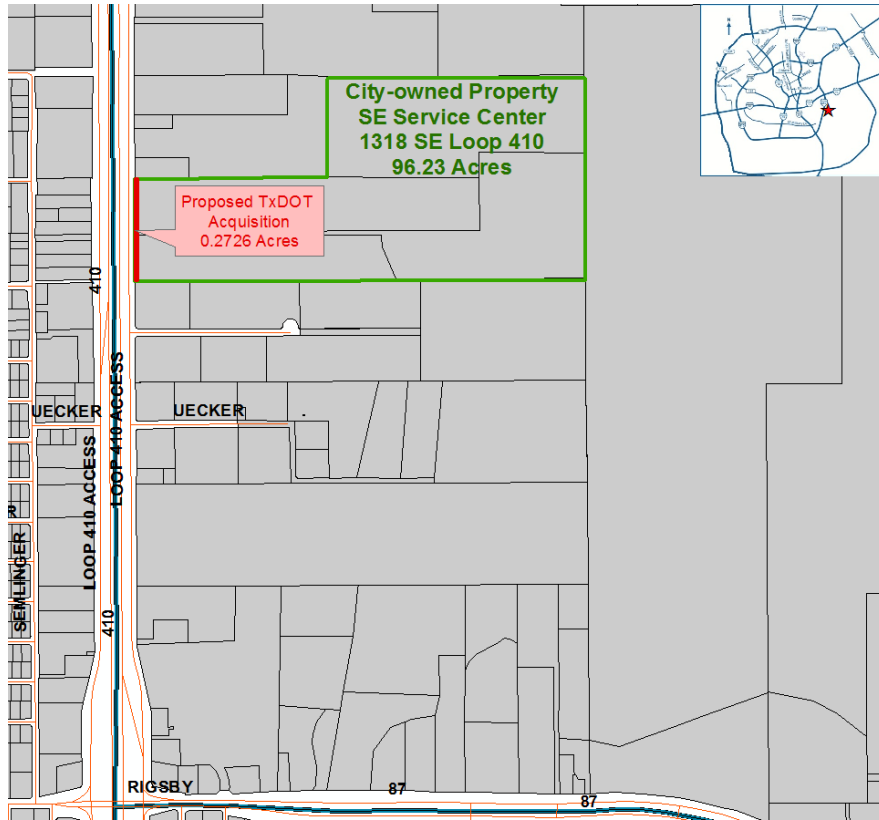 City-owned Property
SE Service Center
1318 SE Loop 410
96.23 Acres
Proposed TxDOT
Acquisition
0.2726 Acres
410
LOOP 410 ACCESS
UECKER
UECKER
LOOP 410 ACCESS
SEMLINGER
410
RIGSBY
87
87